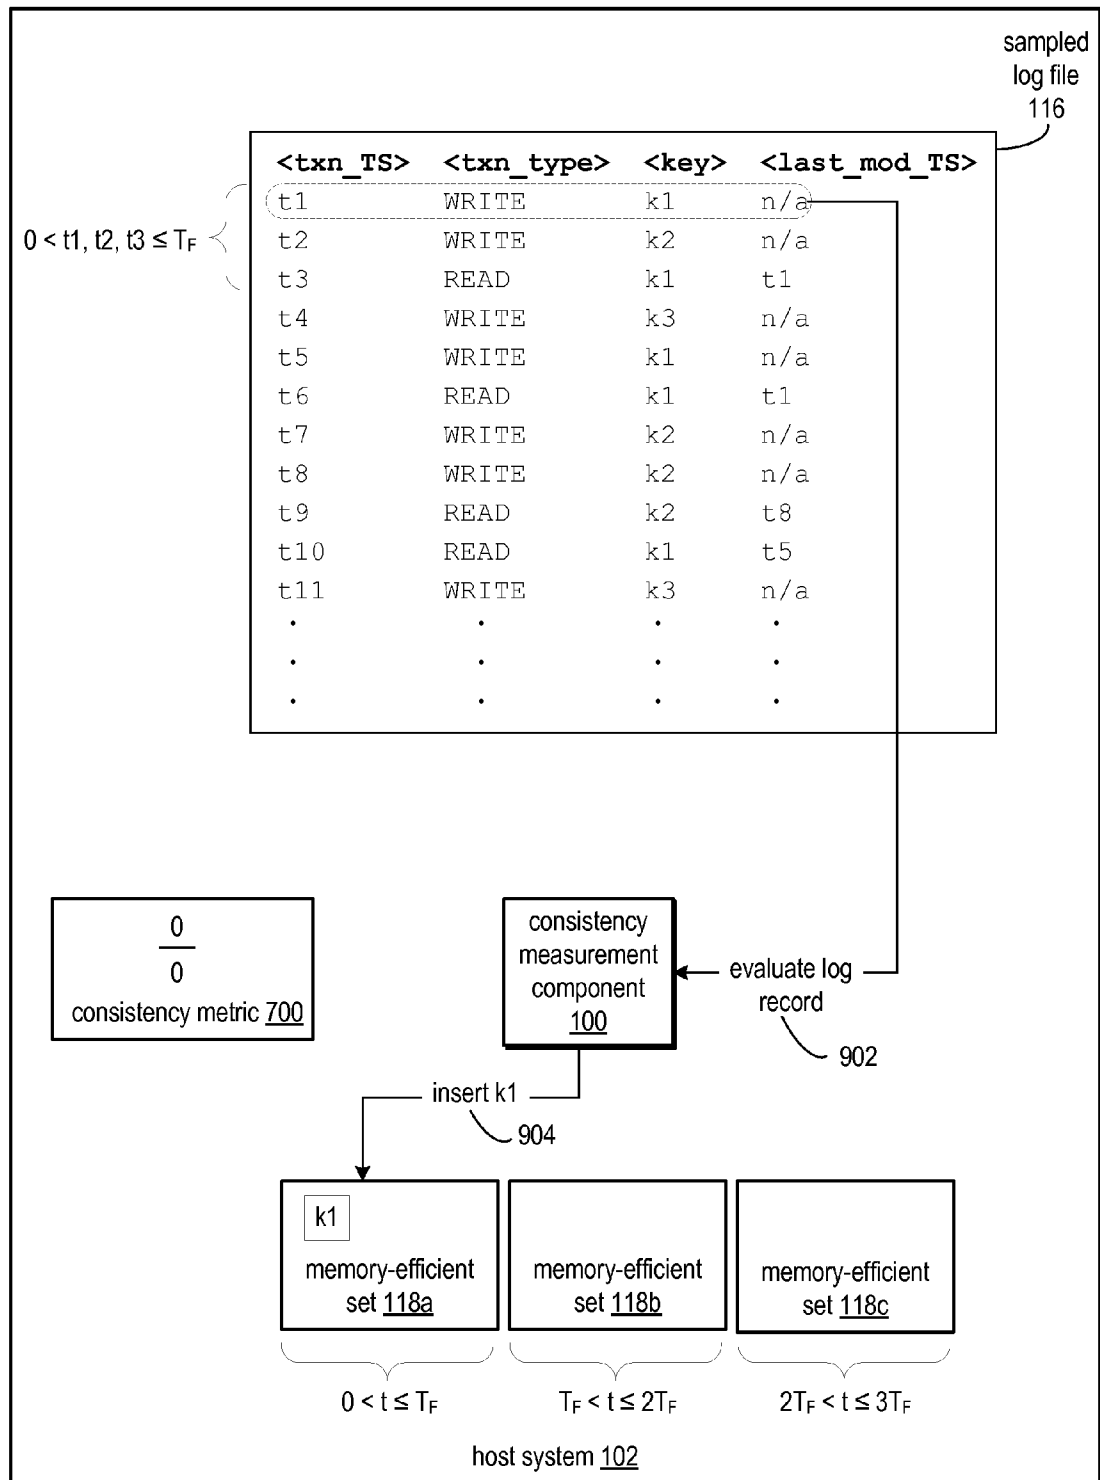 sampled
log file
116
<txn_TS> <txn_type> <key> <last_mod_TS>
t1 WRITE k1 n/a
0 < t1, t2, t3 ≤ TF
t2 WRITE k2 n/a
t3 READ k1 t1
t4 WRITE k3 n/a
t5 WRITE k1 n/a
t6 READ k1 t1
t7 WRITE k2 n/a
t8 WRITE k2 n/a
t9 READ k2 t8
t10 READ k1 t5
t11 WRITE k3 n/a
. . . .
. . . .
. . . .
0
0
consistency metric 700
consistency
measurement
component
100
evaluate log
record
902
insert k1
904
k1
memory-efficient
set 118a
memory-efficient
set 118b
memory-efficient
set 118c
0 < t ≤ TF
TF < t ≤ 2TF
2TF < t ≤ 3TF
host system 102